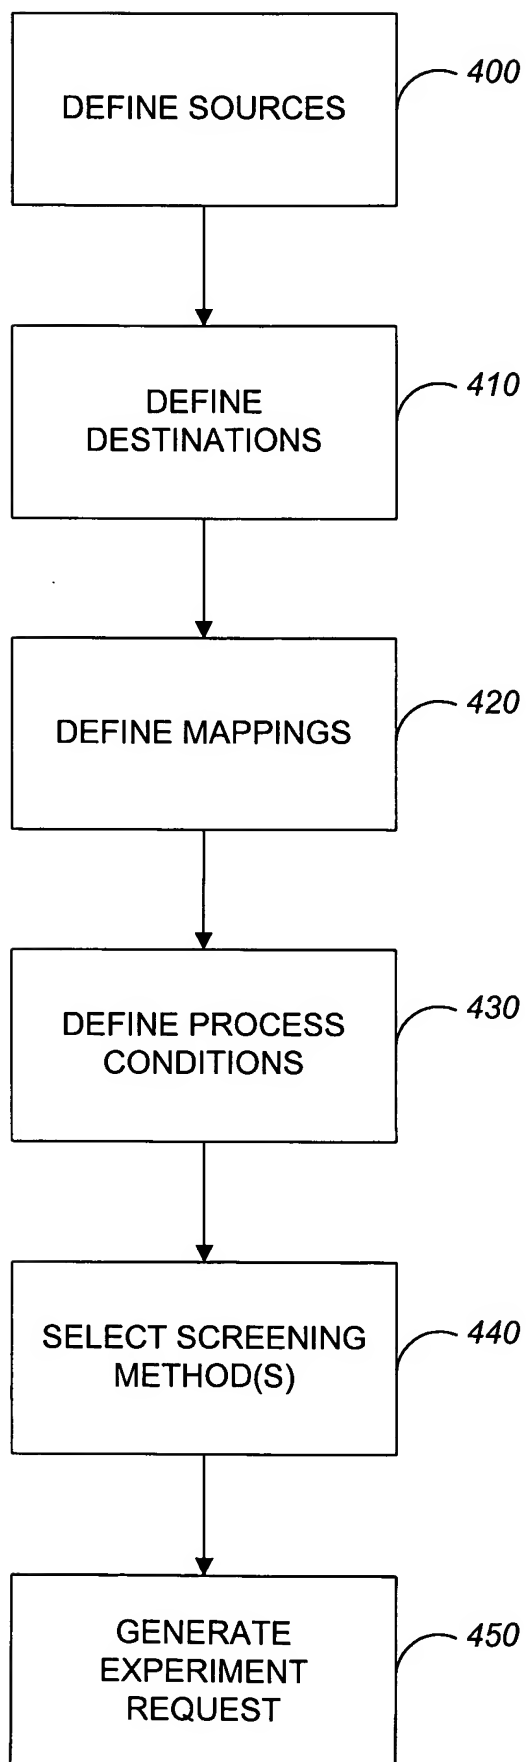 DEFINE SOURCES
400
DEFINE
DESTINATIONS
410
DEFINE MAPPINGS
420
DEFINE PROCESS
CONDITIONS
430
SELECT SCREENING
METHOD(S)
440
GENERATE
EXPERIMENT
REQUEST
450